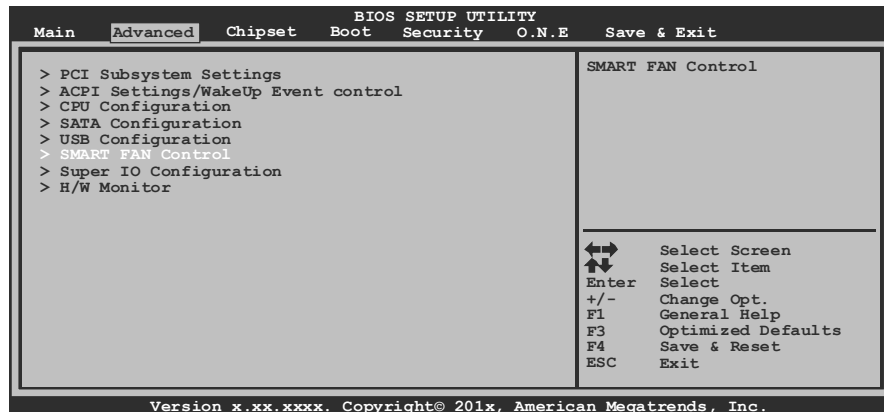 BIOS SETUP UTILITY
Main Advanced Chipset Boot Security O.N.E Save & Exit
> PCI Subsystem Settings
> ACPI Settings/WakeUp Event control
> CPU Configuration
> SATA Configuration
> USB Configuration
> SMART FAN Control
> Super IO Configuration
> H/W Monitor
SMART FAN Control
Select Screen
Select Item
Enter Select
+/- Change Opt.
F1 General Help
F3 Optimized Defaults
F4 Save & Reset
ESC Exit
Version x.xx.xxxx. Copyright© 201x, American Megatrends, Inc.